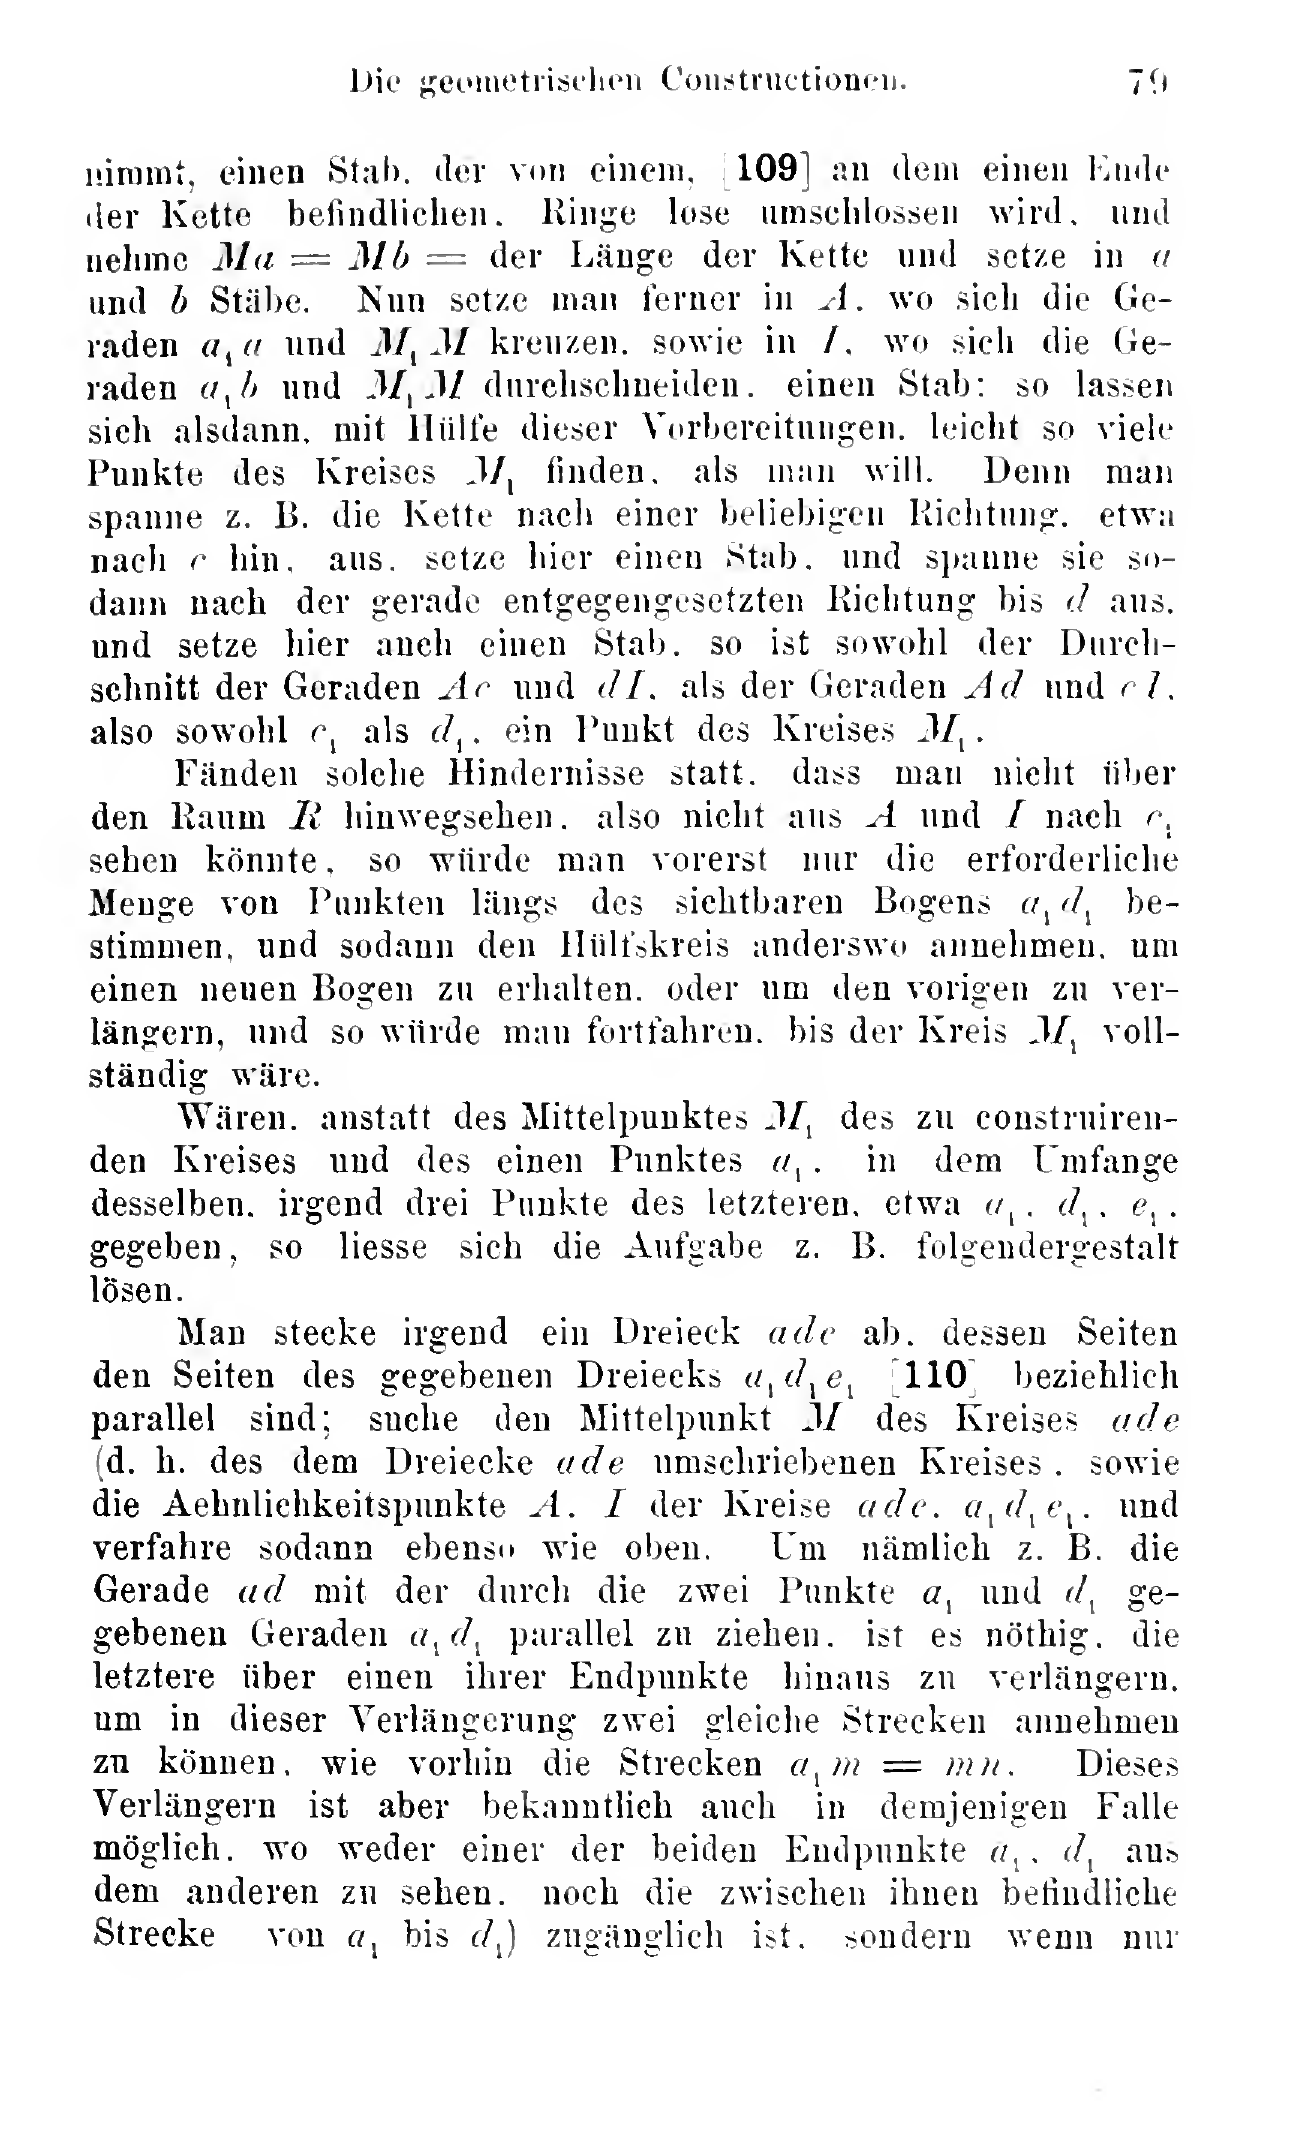 Die geometrischen Constructionen. 79
nimmt, einen Stab, der von einem, [109] an dem einen Ende
der Kette befindlichen, Ringe lose umschlossen wird, und
nehme Ma = Mb = der Länge der Kette und setze in a
und b Stäbe. Nun setze man ferner in A, wo sich die Ge-
raden a₁a und M₁M kreuzen, sowie in I, wo sich die Ge-
raden a₁b und M₁M durchschneiden, einen Stab: so lassen
sich alsdann, mit Hülfe dieser Vorbereitungen, leicht so viele
Punkte des Kreises M₁ finden, als man will. Denn man
spanne z. B. die Kette nach einer beliebigen Richtung, etwa
nach c hin, aus, setze hier einen Stab, und spanne sie so-
dann nach der gerade entgegengesetzten Richtung bis d aus,
und setze hier auch einen Stab, so ist sowohl der Durch-
schnitt der Geraden Ac und dI, als der Geraden Ad und cI,
also sowohl c₁ als d₁, ein Punkt des Kreises M₁.
Fänden solche Hindernisse statt, dass man nicht über
den Raum R hinwegsehen, also nicht aus A und I nach c₁
sehen könnte, so würde man vorerst nur die erforderliche
Menge von Punkten längs des sichtbaren Bogens a₁d₁ be-
stimmen, und sodann den Hülfskreis anderswo annehmen, um
einen neuen Bogen zu erhalten, oder um den vorigen zu ver-
längern, und so würde man fortfahren, bis der Kreis M₁ voll-
ständig wäre.
Wären, anstatt des Mittelpunktes M₁ des zu construiren-
den Kreises und des einen Punktes a₁, in dem Umfange
desselben, irgend drei Punkte des letzteren, etwa a₁, d₁, e₁,
gegeben, so liesse sich die Aufgabe z. B. folgendergestalt
lösen.
Man stecke irgend ein Dreieck ade ab, dessen Seiten
den Seiten des gegebenen Dreiecks a₁d₁e₁ [110] beziehlich
parallel sind; suche den Mittelpunkt M des Kreises ade
(d. h. des dem Dreiecke ade umschriebenen Kreises), sowie
die Aehnlichkeitspunkte A, I der Kreise ade, a₁d₁e₁, und
verfahre sodann ebenso wie oben. Um nämlich z. B. die
Gerade ad mit der durch die zwei Punkte a₁ und d₁ ge-
gebenen Geraden a₁d₁ parallel zu ziehen, ist es nöthig, die
letztere über einen ihrer Endpunkte hinaus zu verlängern,
um in dieser Verlängerung zwei gleiche Strecken annehmen
zu können, wie vorhin die Strecken a₁m = mn. Dieses
Verlängern ist aber bekanntlich auch in demjenigen Falle
möglich, wo weder einer der beiden Endpunkte a₁, d₁ aus
dem anderen zu sehen, noch die zwischen ihnen befindliche
Strecke (von a₁ bis d₁) zugänglich ist, sondern wenn nur